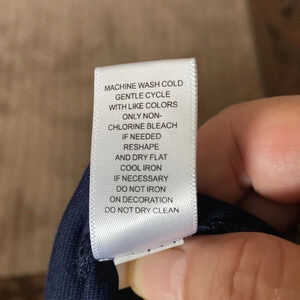 MACHINE WASH COLD
GENTLE CYCLE
WITH LIKE COLORS
ONLY NON-
CHLORINE BLEACH
IF NEEDED
RESHAPE
AND DRY FLAT
COOL IRON
IF NECESSARY
DO NOT IRON
ON DECORATION
DO NOT DRY CLEAN